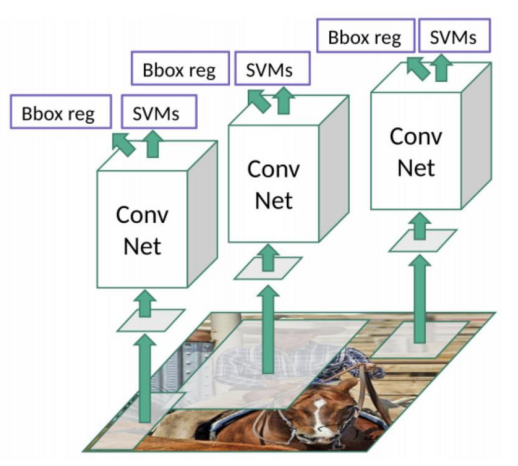 Bbox reg SVMs
Bbox reg SVMs
Bbox reg SVMs
Conv
Net
Conv
Net
Conv
Net